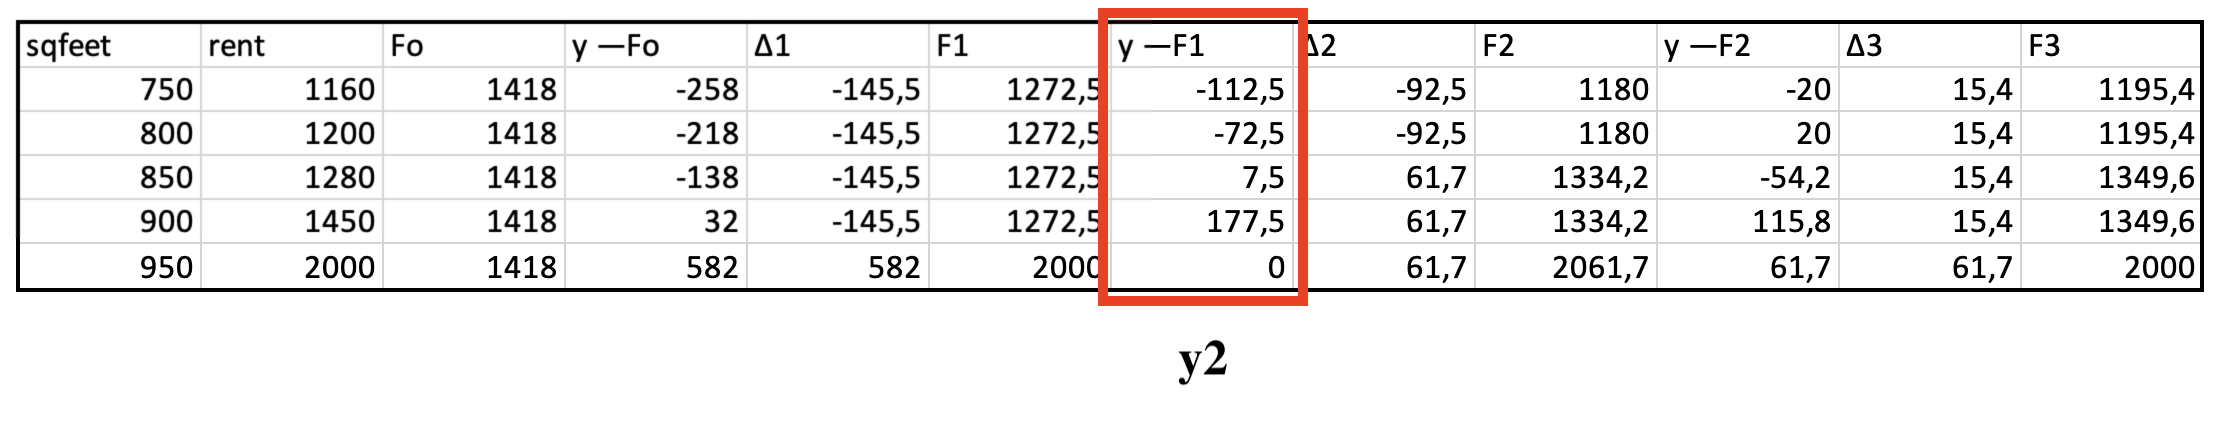 sqfeet rent Fo y —Fo Δ1 F1 y —F1 Δ2 F2 y —F2 Δ3 F3
750 1160 1418 -258 -145,5 1272,5 -112,5 -92,5 1180 -20 15,4 1195,4
800 1200 1418 -218 -145,5 1272,5 -72,5 -92,5 1180 20 15,4 1195,4
850 1280 1418 -138 -145,5 1272,5 7,5 61,7 1334,2 -54,2 15,4 1349,6
900 1450 1418 32 -145,5 1272,5 177,5 61,7 1334,2 115,8 15,4 1349,6
950 2000 1418 582 582 2000 0 61,7 2061,7 61,7 61,7 2000
y2